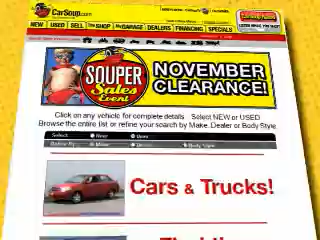 CarSoup.com
NEW USED SELL SHOP GARAGE DEALERS FINANCING SPECIALS
SOUPER
Sales
Event
NOVEMBER
CLEARANCE!
Click on any vehicle for complete details Select NEW or USED
Browse the entire list or refine your search by Make, Dealer or Body Style
Select
New
Used
Refine By
Make
Dealer
Body Style
Cars & Trucks!